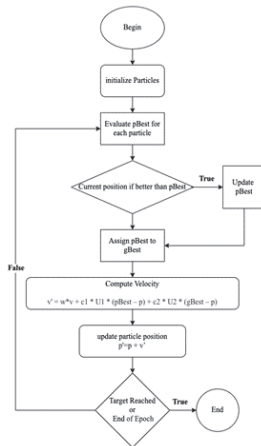 Begin
initialize Particles
Evaluate pBest for
each particle
Current position if better than pBest
True
Update
pBest
Assign pBest to
gBest
False
Compute Velocity
v' = w*v + c1 * U1 * (pBest – p) + c2 * U2 * (gBest – p)
update particle position
p'=p + v'
Target Reached
or
End of Epoch
True
End